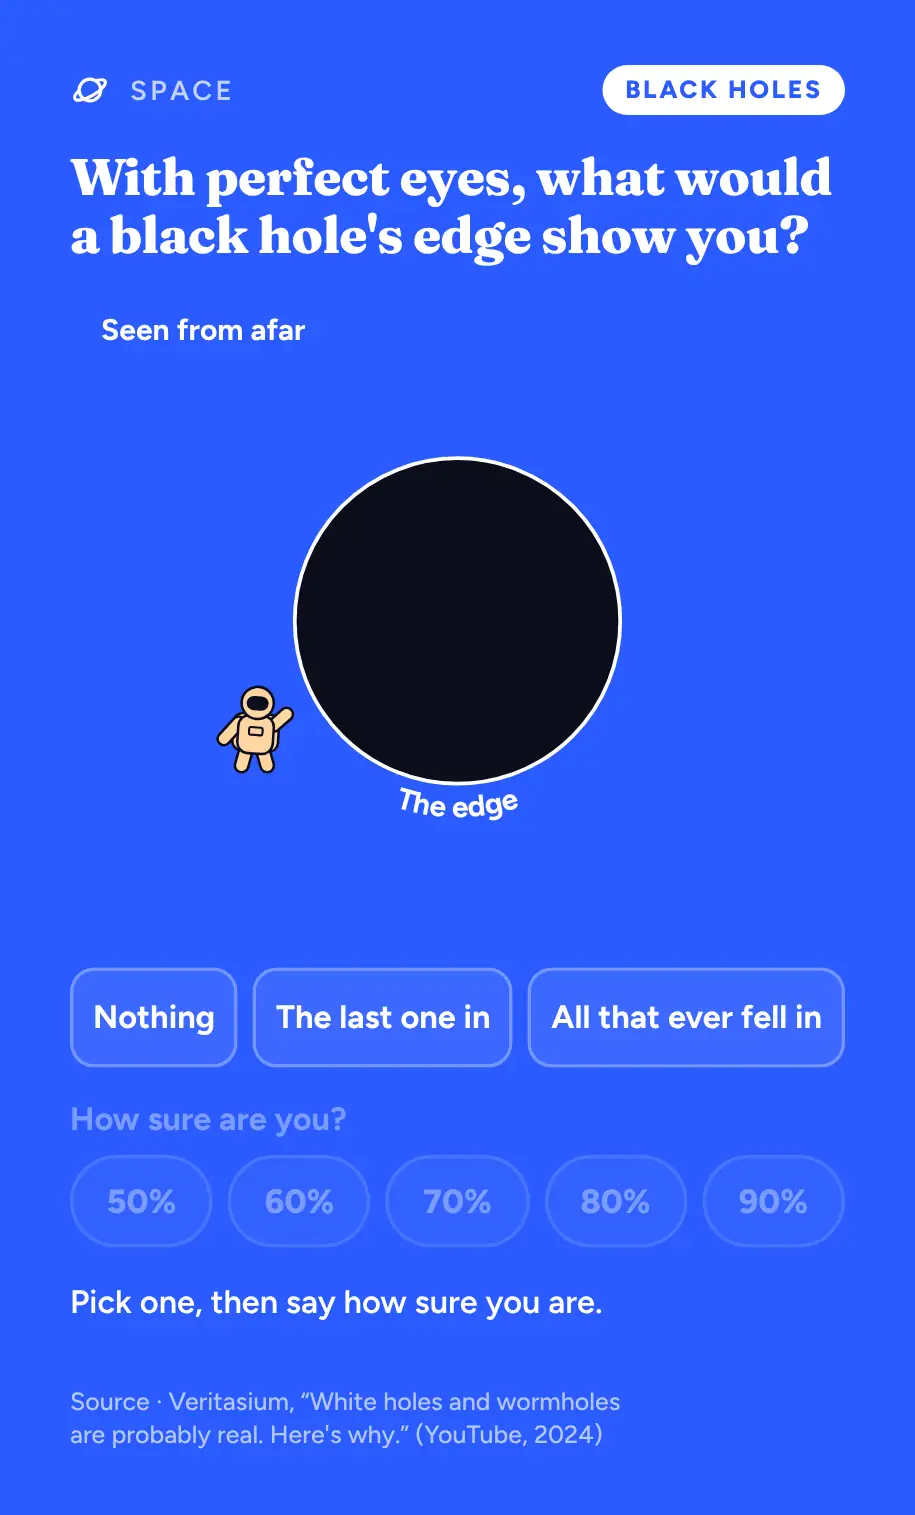 SPACE
BLACK HOLES
With perfect eyes, what would
a black hole's edge show you?
Seen from afar
The edge
Nothing
The last one in
All that ever fell in
How sure are you?
50%
60%
70%
80%
90%
Pick one, then say how sure you are.
Source · Veritasium, “White holes and wormholes
are probably real. Here's why.” (YouTube, 2024)